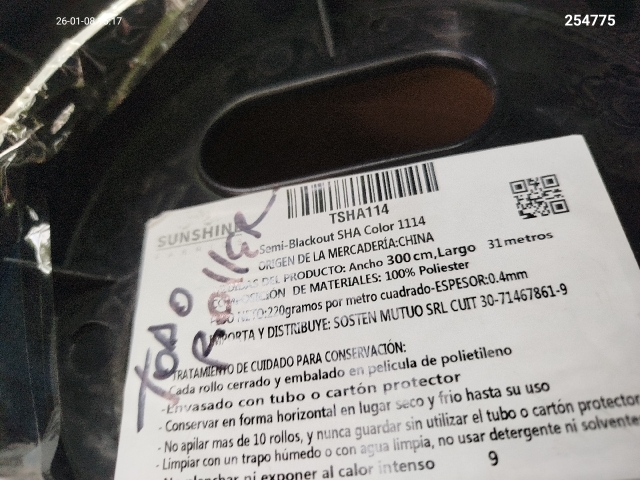 26-01-08 17
254775
SUNSHINE
TSHA114
Semi-Blackout SHA Color 1114
ORIGEN DE LA MERCADERÍA:CHINA
DEL PRODUCTO: Ancho 300 cm, Largo 31 metros
DE MATERIALES: 100% Poliester
NETO:220gramos por metro cuadrado-ESPESOR:0.4mm
Y DISTRIBUYE: SOSTEN MUTUO SRL CUIT 30-71467861-9
TODO
ROLLER
TRATAMIENTO DE CUIDADO PARA CONSERVACIÓN:
-Cada rollo cerrado y embalado en película de polietileno
-Envasado con tubo o cartón protector
- Conservar en forma horizontal en lugar seco y frio hasta su uso
- No apilar mas de 10 rollos, y nunca guardar sin utilizar el tubo o cartón protector
- Limpiar con un trapo húmedo o con agua limpia, no usar detergente ni solvente
ni exponer al calor intenso
9